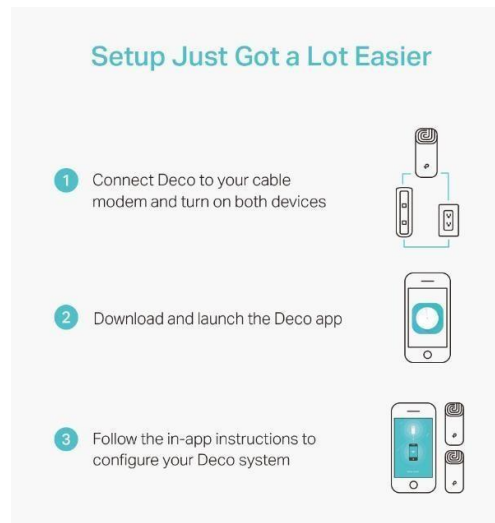 Setup Just Got a Lot Easier
1 Connect Deco to your cable
modem and turn on both devices
2 Download and launch the Deco app
3 Follow the in-app instructions to
configure your Deco system